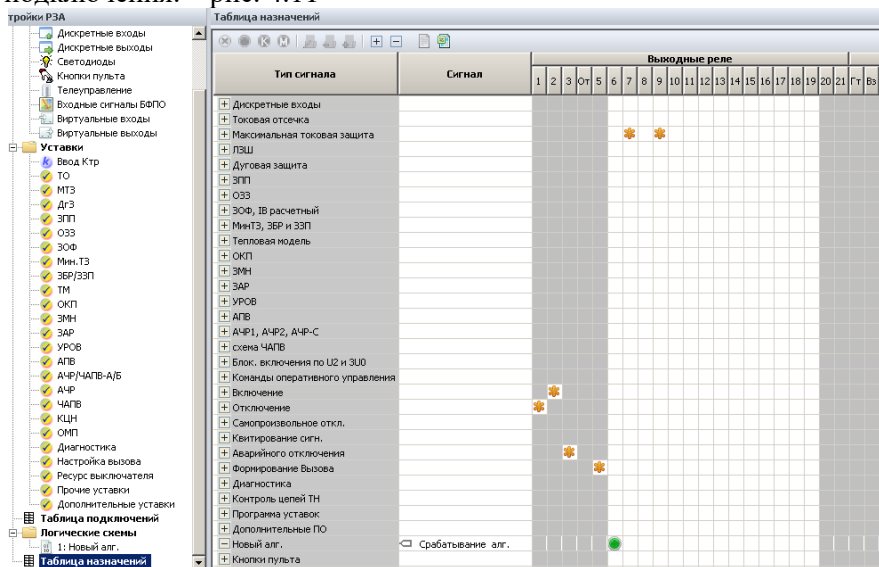 подключения.  рис. 4.11
тройки РЗА
Дискретные входы
Дискретные выходы
Светодиоды
Кнопки пульта
Телеуправление
Входные сигналы БФПО
Виртуальные входы
Виртуальные выходы
Уставки
Ввод Ктр
ТО
МТЗ
ДгЗ
ЗПП
ОЗЗ
ЗОФ
Мин.ТЗ
ЗБР/ЗЗП
ТМ
ОКП
ЗМН
ЗАР
УРОВ
АПВ
АЧР/ЧАПВ-А/Б
АЧР
ЧАПВ
КЦН
ОМП
Диагностика
Настройка вызова
Ресурс выключателя
Прочие уставки
Дополнительные уставки
Таблица подключений
Логические схемы
1: Новый алг.
Таблица назначений
Таблица назначений
Тип сигнала
Сигнал
Выходные реле
1 2 3 От 5 6 7 8 9 10 11 12 13 14 15 16 17 18 19 20 21 Гт Вз
Дискретные входы
Токовая отсечка
Максимальная токовая защита
ЛЗШ
Дуговая защита
ЗПП
ОЗЗ
ЗОФ, IВ расчетный
МинТЗ, ЗБР и ЗЗП
Тепловая модель
ОКП
ЗМН
ЗАР
УРОВ
АПВ
АЧР1, АЧР2, АЧР-С
схема ЧАПВ
Блок. включения по U2 и 3U0
Команды оперативного управления
Включение
Отключение
Самопроизвольное откл.
Квитирование сигн.
Аварийного отключения
Формирование Вызова
Диагностика
Контроль цепей ТН
Программа уставок
Дополнительные ПО
Новый алг. Срабатывание алг.
Кнопки пульта